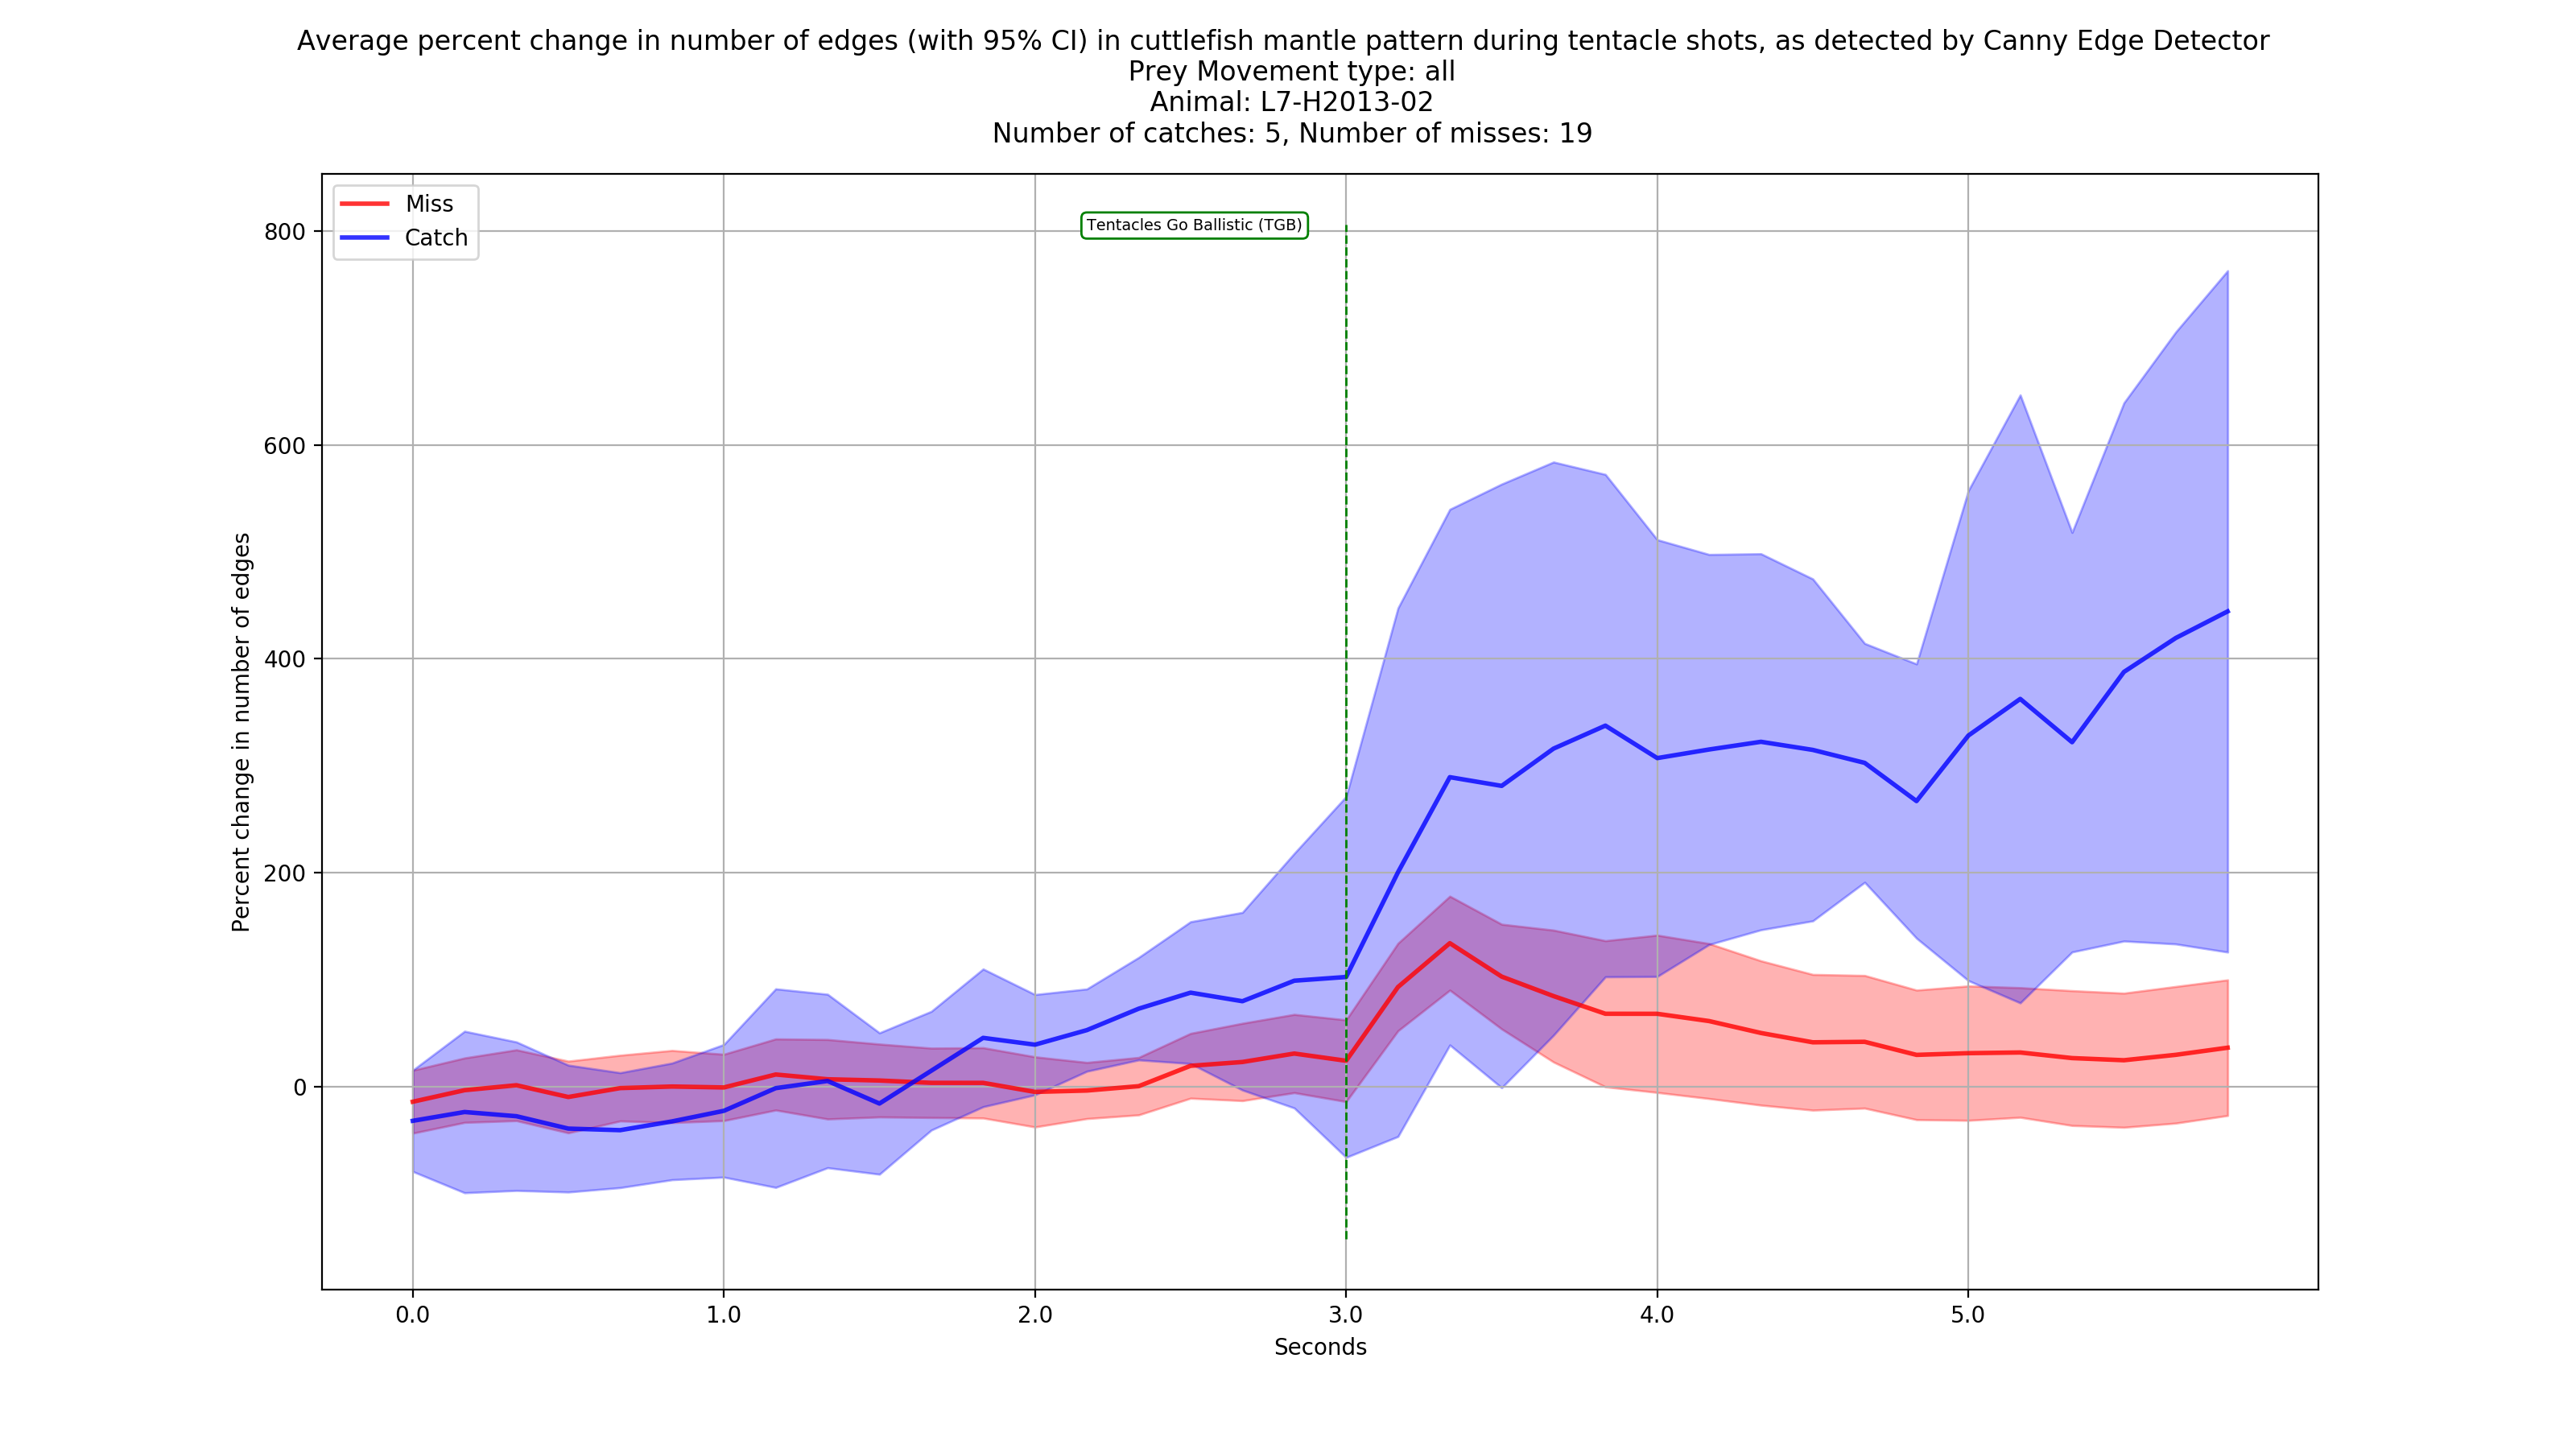 Average percent change in number of edges (with 95% CI) in cuttlefish mantle pattern during tentacle shots, as detected by Canny Edge Detector
Prey Movement type: all
Animal: L7-H2013-02
Number of catches: 5, Number of misses: 19
Miss
Catch
Tentacles Go Ballistic (TGB)
800
600
400
200
0
Percent change in number of edges
0.0
1.0
2.0
3.0
4.0
5.0
Seconds